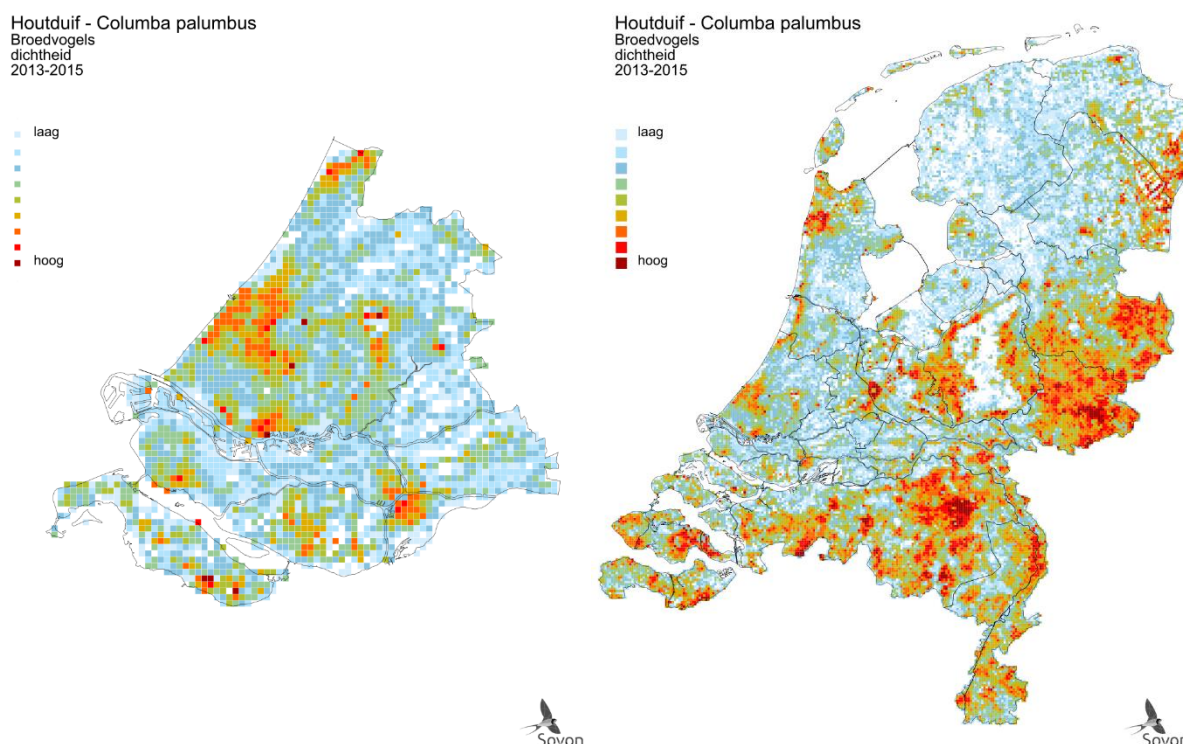 Houtduif - Columba palumbus
Broedvogels
dichtheid
2013-2015
laag
hoog
Sovon
Houtduif - Columba palumbus
Broedvogels
dichtheid
2013-2015
laag
hoog
Sovon